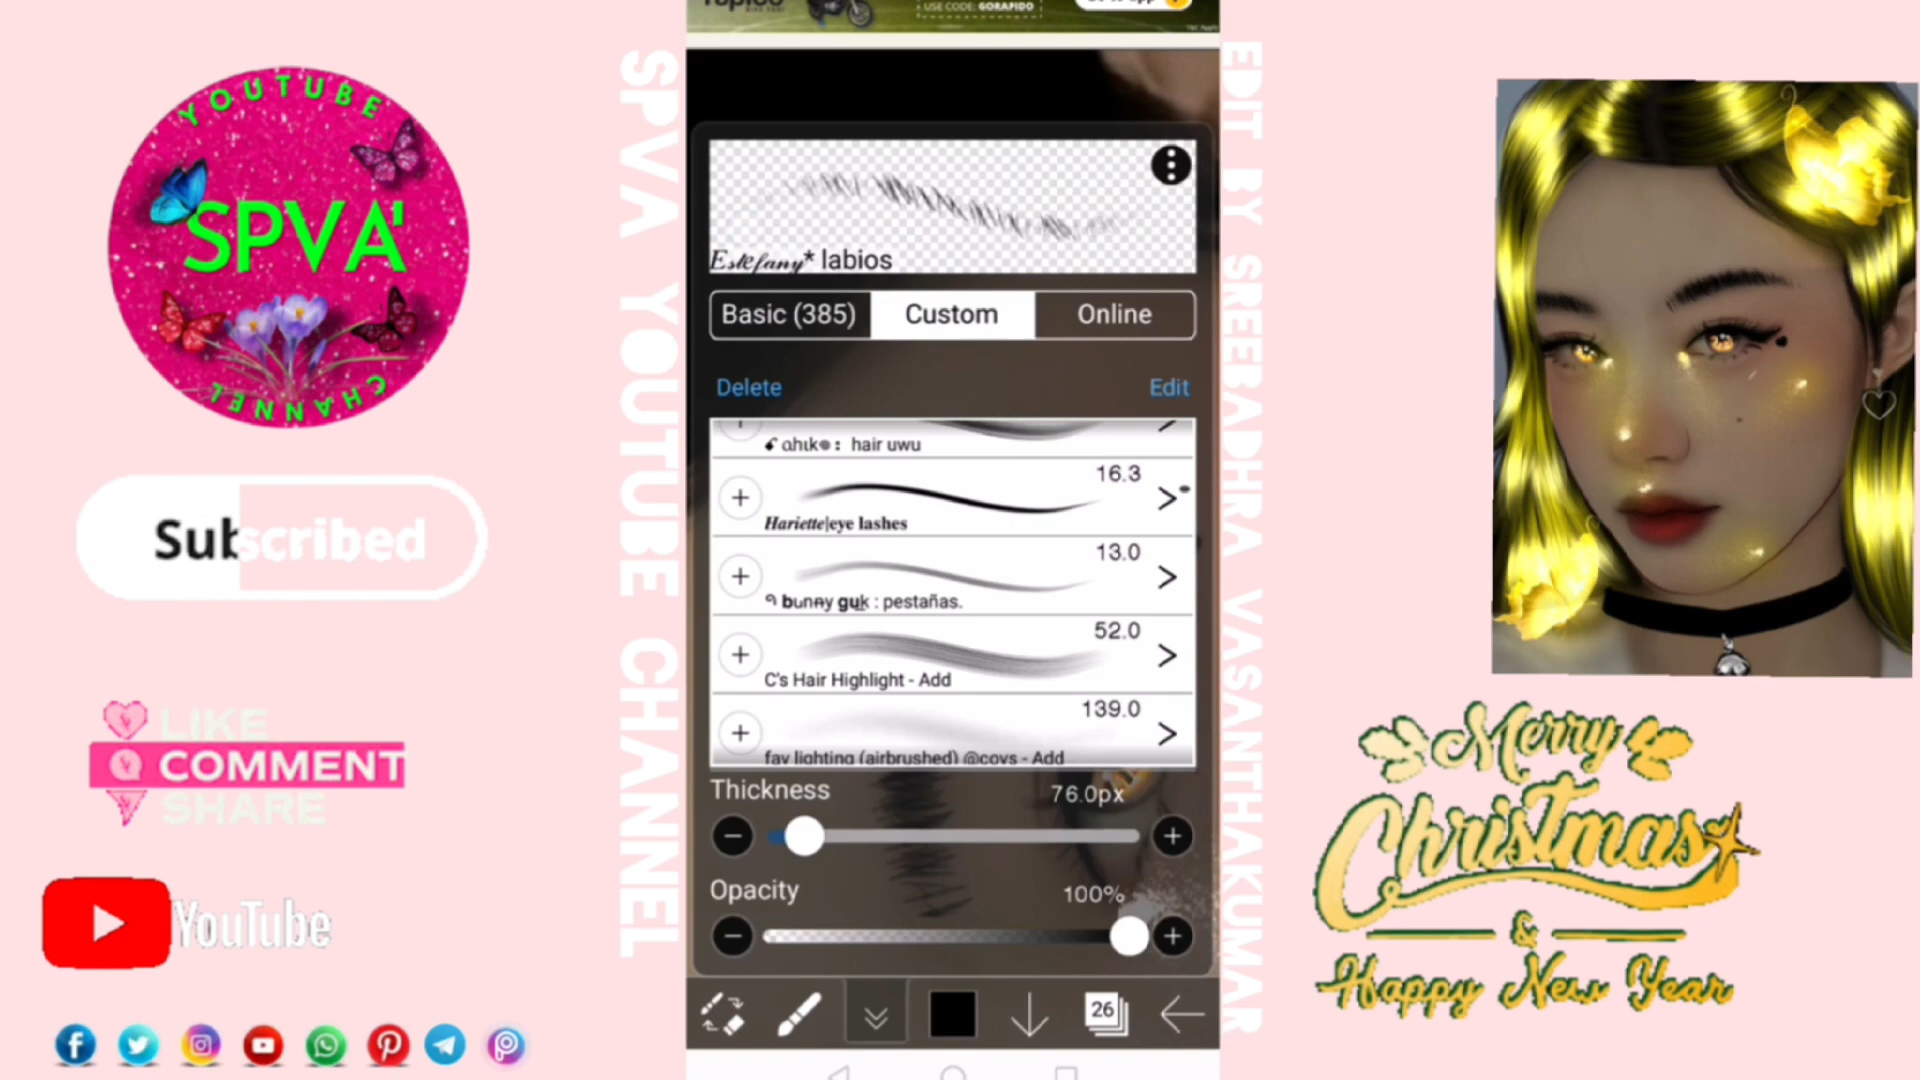 USE CODE: GORAPIDO
YOUTUBE
SPVA'
CHANNEL
Subscribed
LIKE
COMMENT
SHARE
YouTube
SPVA YOUTUBE CHANNEL
Estefany* labios
Basic (385)
Custom
Online
Delete
Edit
hair uwu
16.3
Hariette|eye lashes
13.0
bunny guk : pestañas.
52.0
C's Hair Highlight - Add
139.0
fav lighting (airbrushed) @covs - Add
Thickness
76.0px
Opacity
100%
26
EDIT BY SREEBADHRA VASANTHAKUMAR
Merry
Christmas
&
Happy New Year